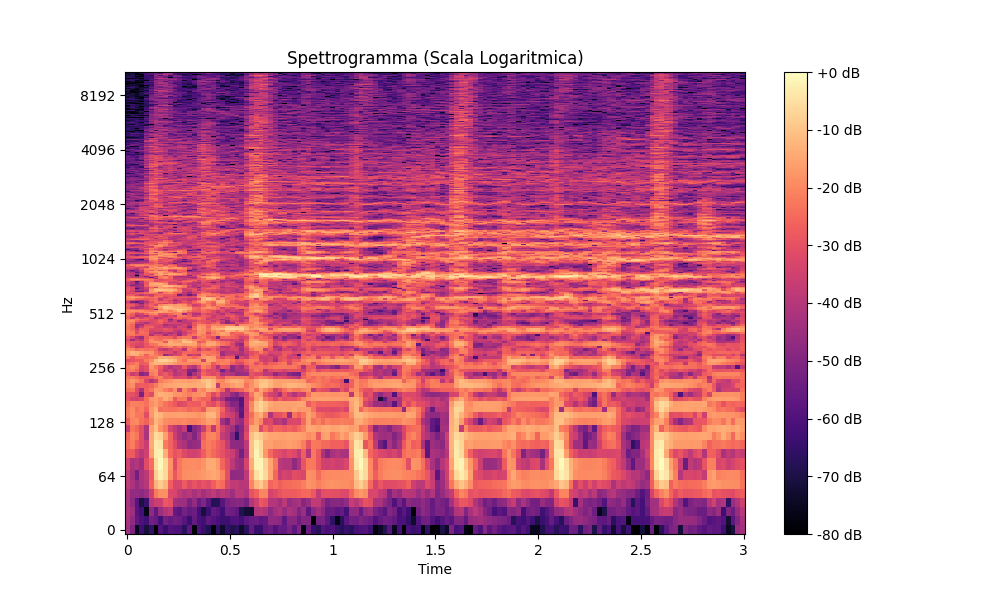 Spettrogramma (Scala Logaritmica)
Hz
8192
4096
2048
1024
512
256
128
64
0
0 0.5 1 1.5 2 2.5 3
Time
+0 dB
-10 dB
-20 dB
-30 dB
-40 dB
-50 dB
-60 dB
-70 dB
-80 dB